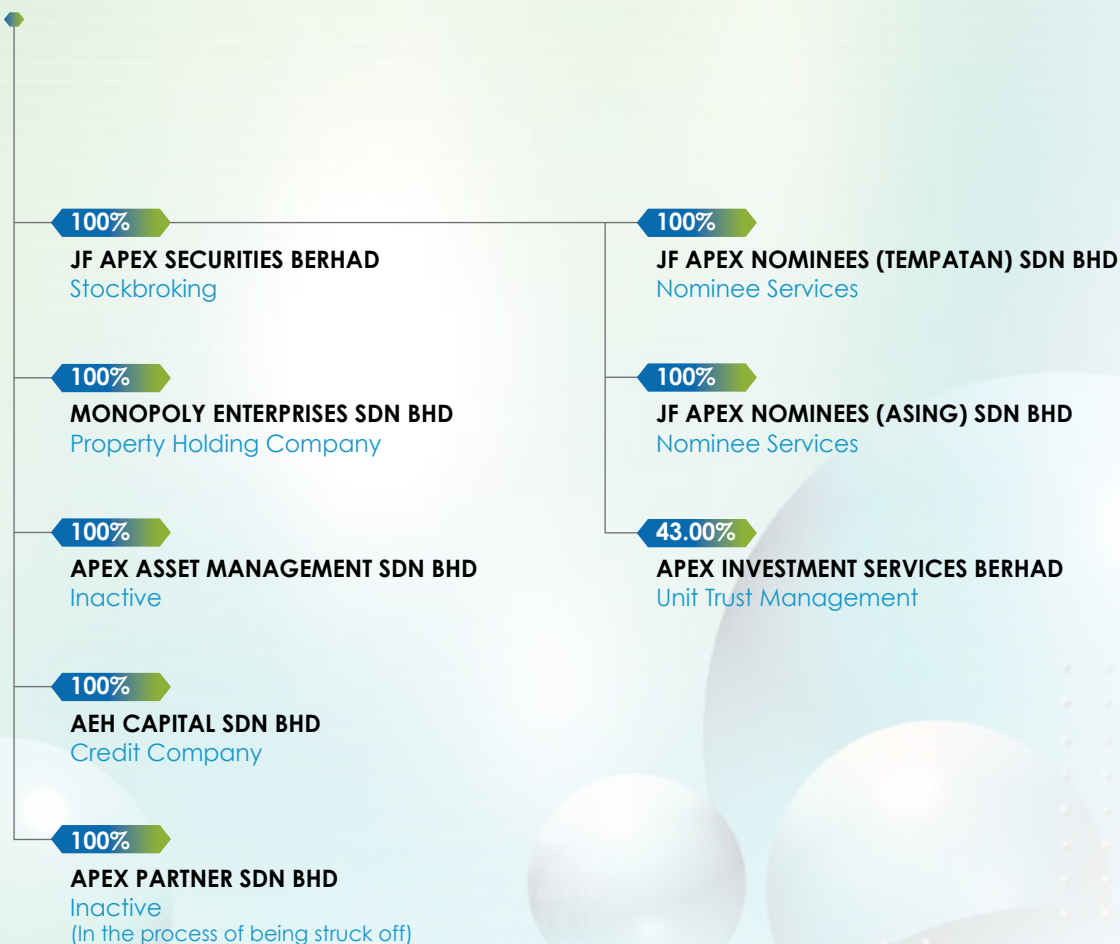 100%
JF APEX SECURITIES BERHAD
Stockbroking
100%
MONOPOLY ENTERPRISES SDN BHD
Property Holding Company
100%
APEX ASSET MANAGEMENT SDN BHD
Inactive
100%
AEH CAPITAL SDN BHD
Credit Company
100%
APEX PARTNER SDN BHD
Inactive
(In the process of being struck off)
100%
JF APEX NOMINEES (TEMPATAN) SDN BHD
Nominee Services
100%
JF APEX NOMINEES (ASING) SDN BHD
Nominee Services
43.00%
APEX INVESTMENT SERVICES BERHAD
Unit Trust Management